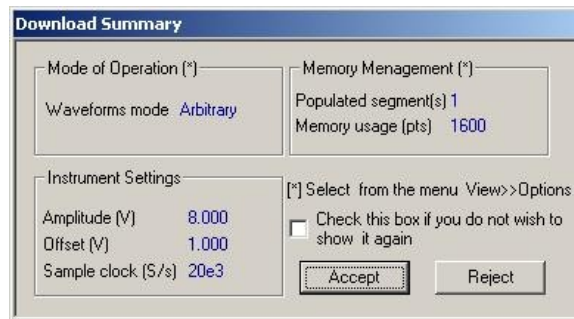 Download Summary
Mode of Operation (*)
Waveforms mode Arbitrary
Memory Menagement (*)
Populated segment(s) 1
Memory usage (pts) 1600
Instrument Settings
Amplitude (V) 8.000
Offset (V) 1.000
Sample clock (S/s) 20e3
[*] Select from the menu View>>Options
Check this box if you do not wish to
show it again
Accept Reject